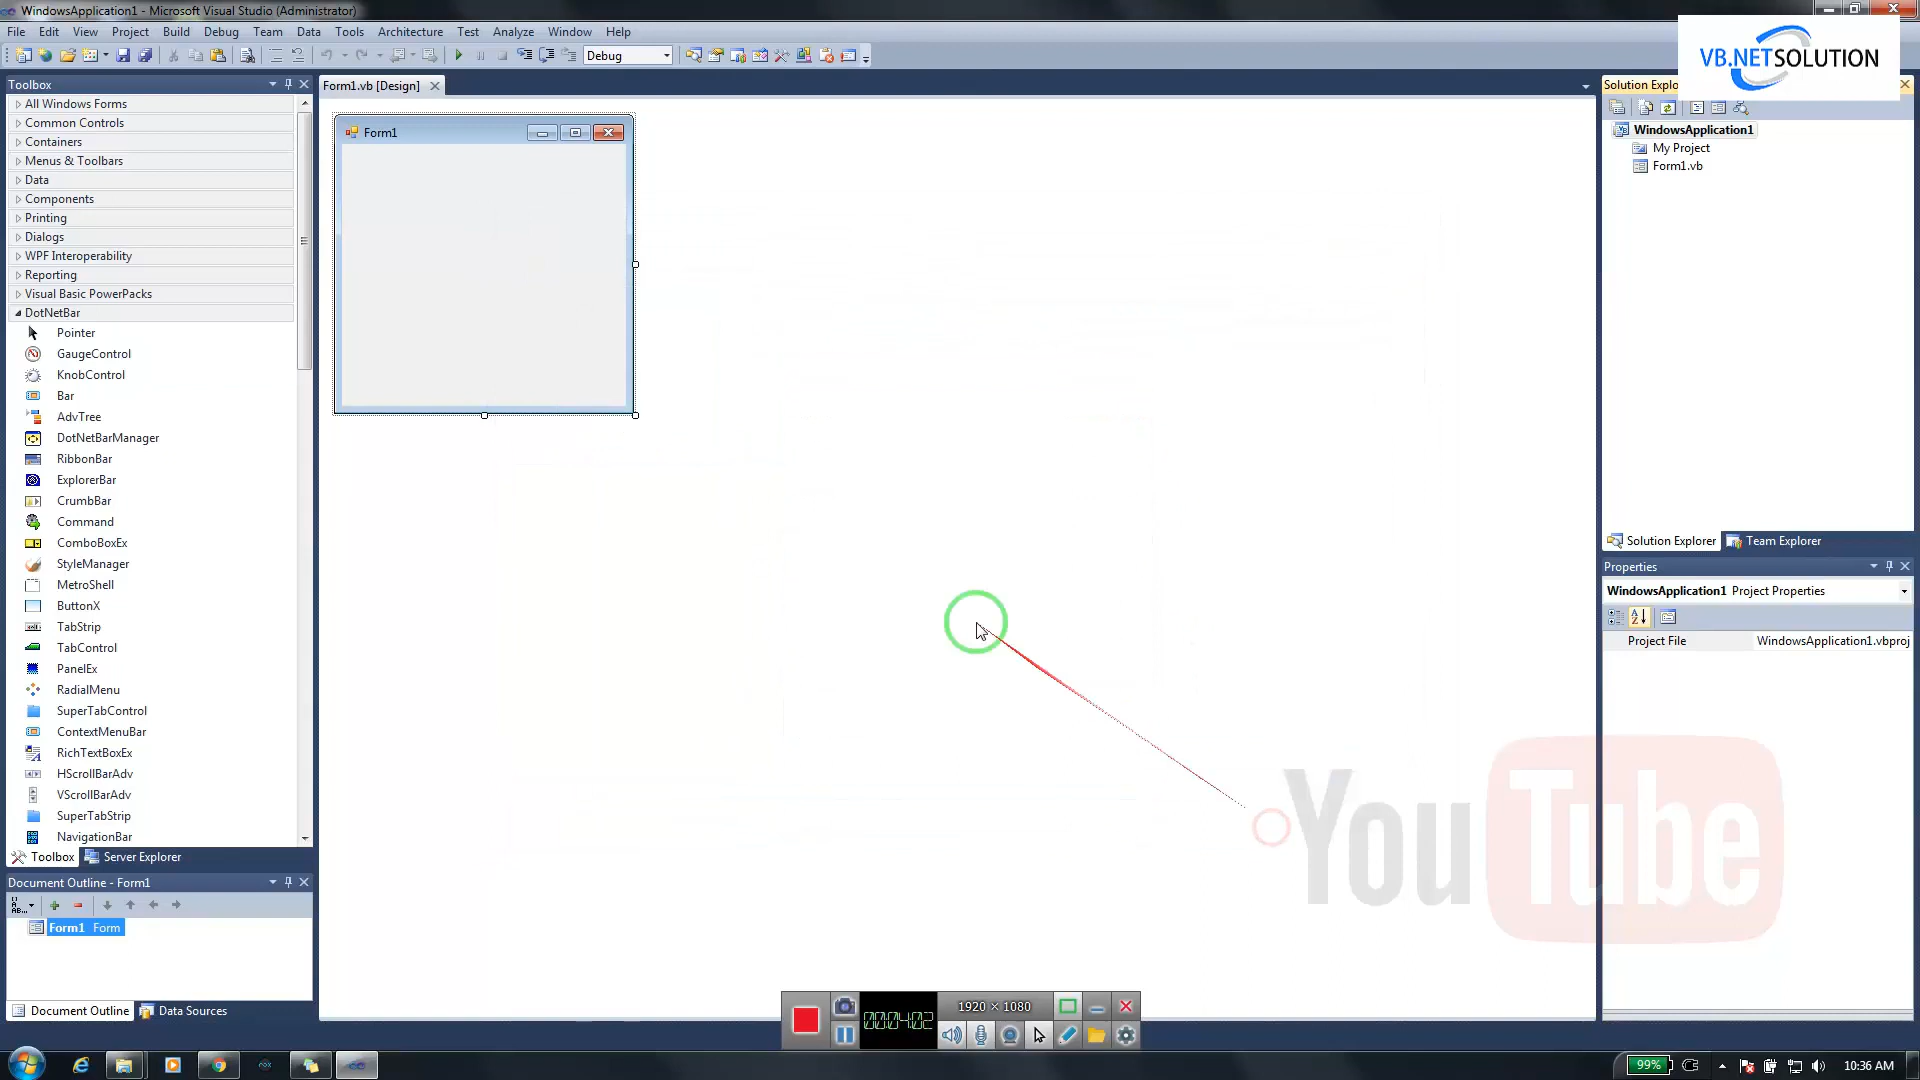 WindowsApplication1 - Microsoft Visual Studio (Administrator)
File Edit View Project Build Debug Team Data Tools Architecture Test Analyze Window Help
Debug
VB.NETSOLUTION
Toolbox
All Windows Forms
Common Controls
Containers
Menus & Toolbars
Data
Components
Printing
Dialogs
WPF Interoperability
Reporting
Visual Basic PowerPacks
DotNetBar
Pointer
GaugeControl
KnobControl
Bar
AdvTree
DotNetBarManager
RibbonBar
ExplorerBar
CrumbBar
Command
ComboBoxEx
StyleManager
MetroShell
ButtonX
TabStrip
TabControl
PanelEx
RadialMenu
SuperTabControl
ContextMenuBar
RichTextBoxEx
HScrollBarAdv
VScrollBarAdv
SuperTabStrip
NavigationBar
Toolbox Server Explorer
Document Outline - Form1
Form1 Form
Document Outline Data Sources
Form1.vb [Design]
Form1
Solution Explo
WindowsApplication1
My Project
Form1.vb
Solution Explorer Team Explorer
Properties
WindowsApplication1 Project Properties
Project File WindowsApplication1.vbproj
YouTube
00:04:02
1920 × 1080
99%
10:36 AM